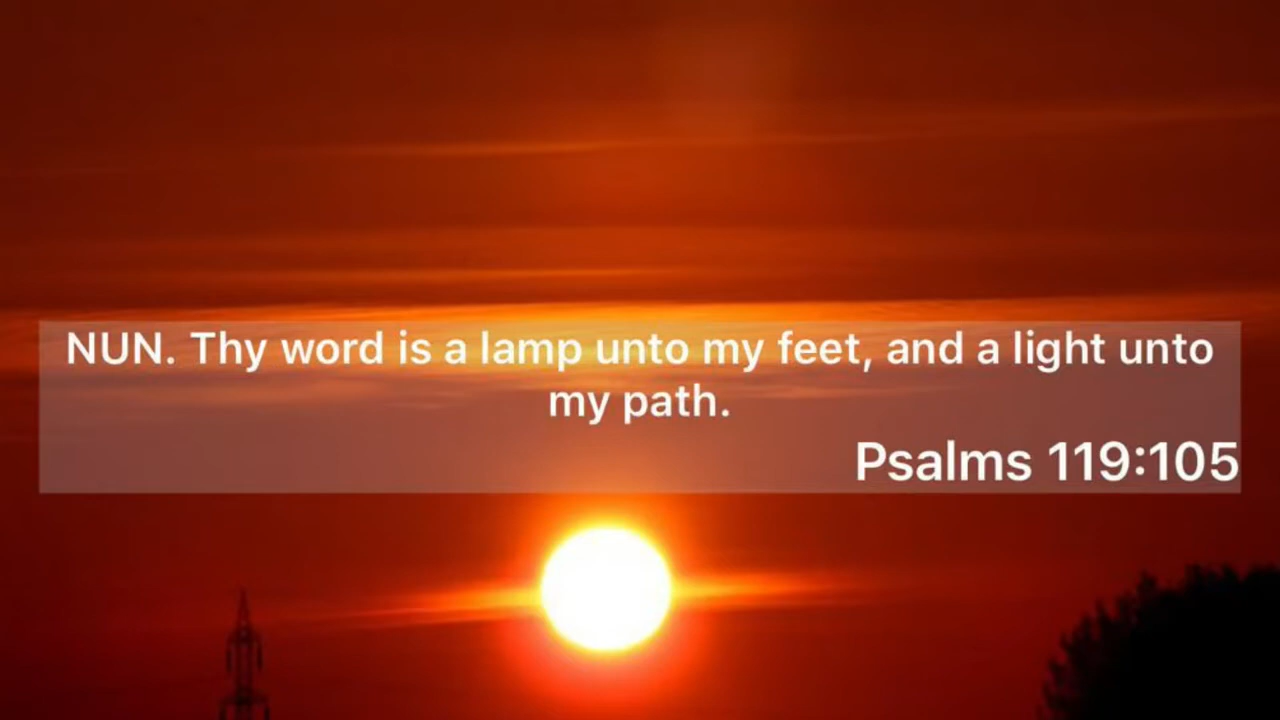 NUN. Thy word is a lamp unto my feet, and a light unto
my path.
Psalms 119:105